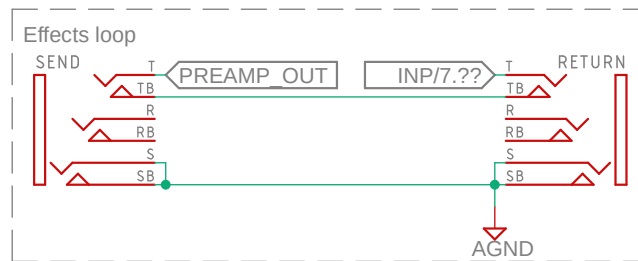 Effects loop
SEND
RETURN
T
PREAMP_OUT
INP/7.??
T
TB
TB
R
R
RB
RB
S
S
SB
SB
AGND